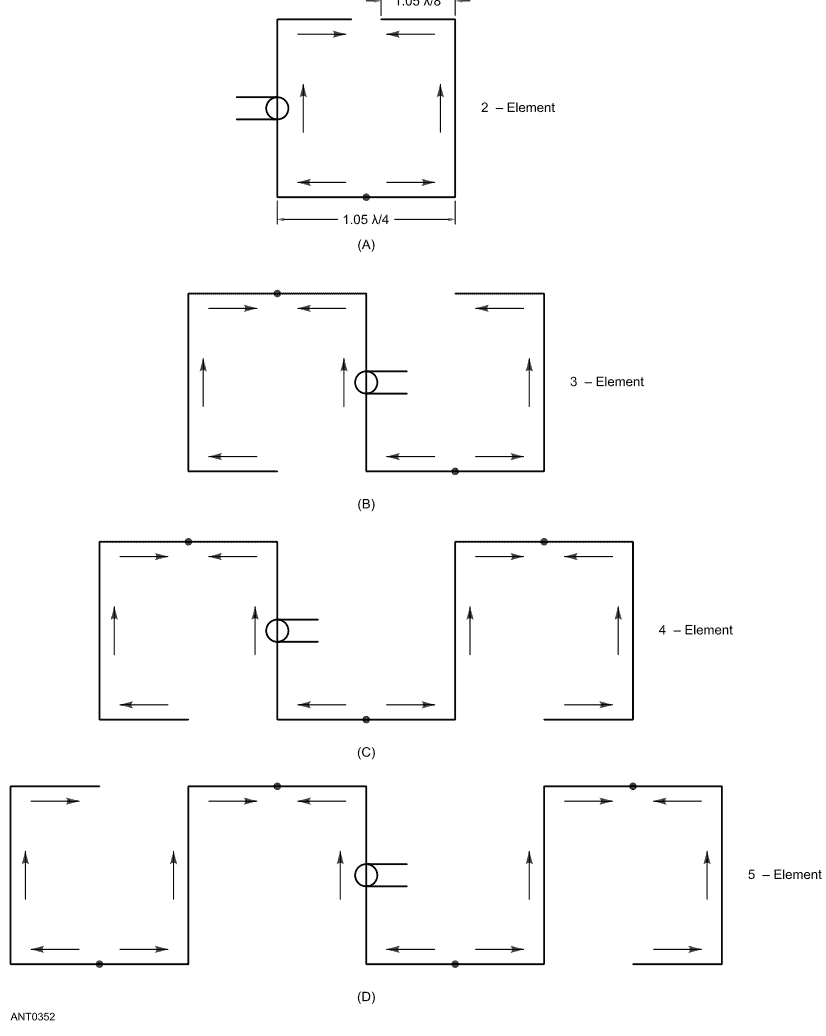 1.05 λ/8
2 – Element
1.05 λ/4
(A)
3 – Element
(B)
4 – Element
(C)
5 – Element
(D)
ANT0352